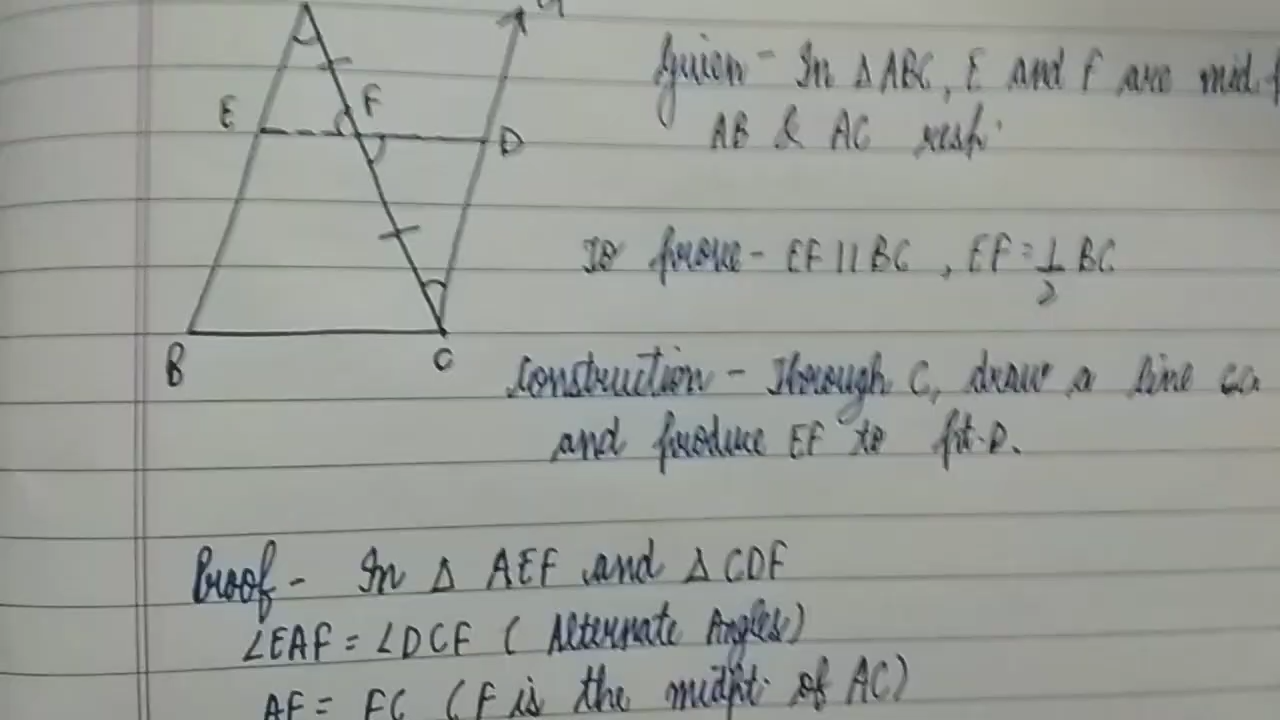 E
F
D
B
C
Given - In △ABC, E and F are mid.
AB & AC resp.
To prove - EF || BC , EF = 1/2 BC
Construction - Through C, draw a line
and produce EF to pt. D.
Proof - In △ AEF and △ CDF
∠EAF = ∠DCF ( Alternate Angles)
AF = FC (F is the midpt. of AC)